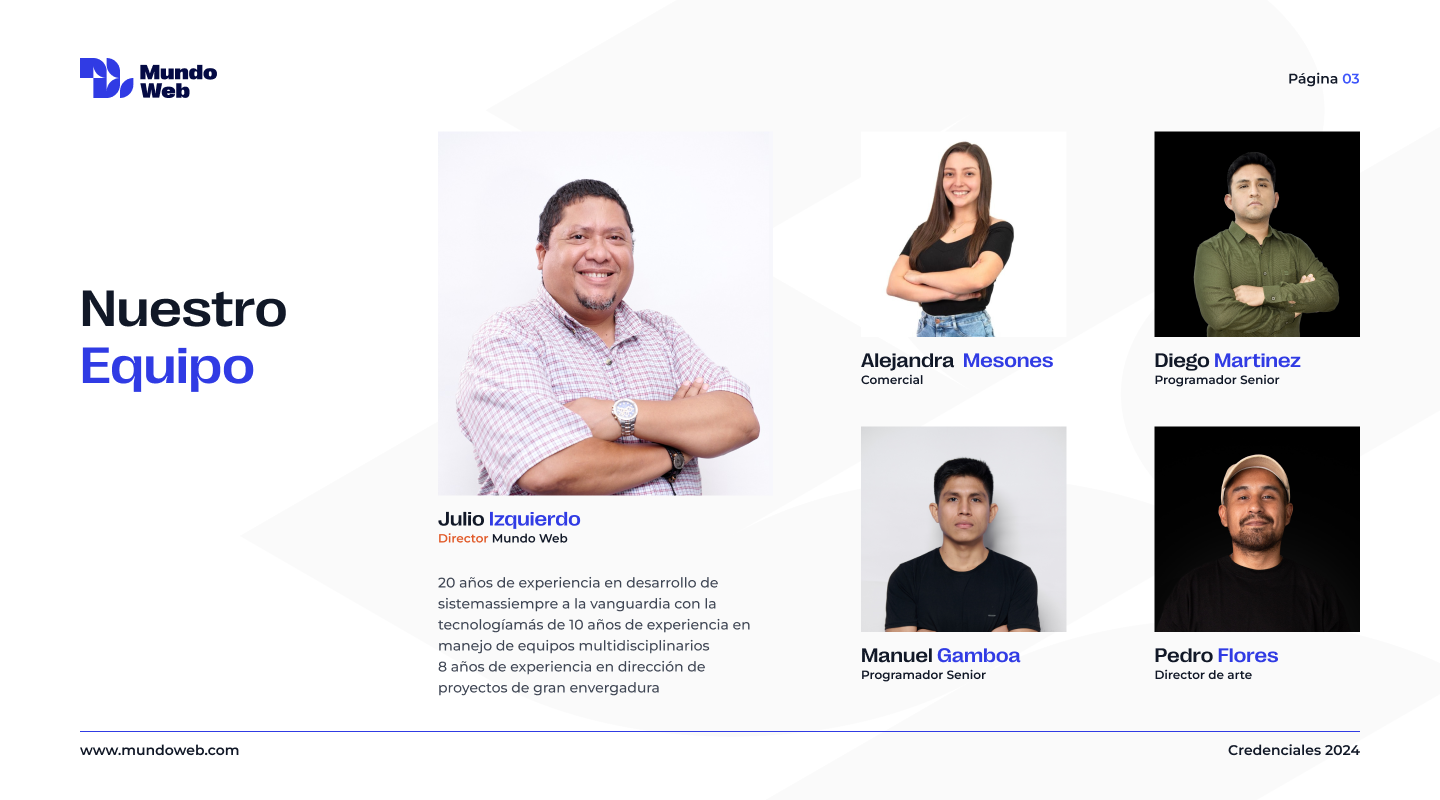 Mundo
Web
Página 03
Nuestro
Equipo
Julio Izquierdo
Director Mundo Web
20 años de experiencia en desarrollo de
sistemassiempre a la vanguardia con la
tecnologíamás de 10 años de experiencia en
manejo de equipos multidisciplinarios
8 años de experiencia en dirección de
proyectos de gran envergadura
Alejandra Mesones
Comercial
Diego Martinez
Programador Senior
Manuel Gamboa
Programador Senior
Pedro Flores
Director de arte
www.mundoweb.com
Credenciales 2024